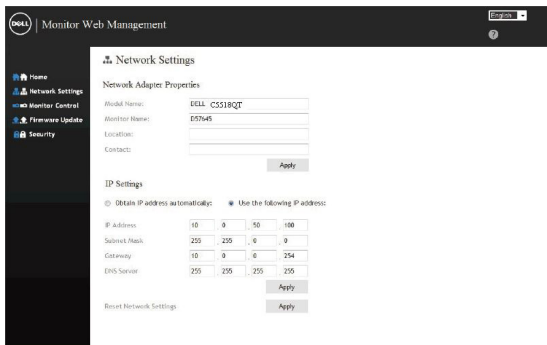 DELL | Monitor Web Management
English
?
Home
Network Settings
Monitor Control
Firmware Update
Security
Network Settings
Network Adapter Properties
Model Name: DELL C5518QT
Monitor Name: D57645
Location:
Contact:
Apply
IP Settings
Obtain IP address automatically: Use the following IP address:
IP Address 10 . 0 . 50 . 100
Subnet Mask 255 . 255 . 0 . 0
Gateway 10 . 0 . 0 . 254
DNS Server 255 . 255 . 255 . 255
Apply
Reset Network Settings Apply